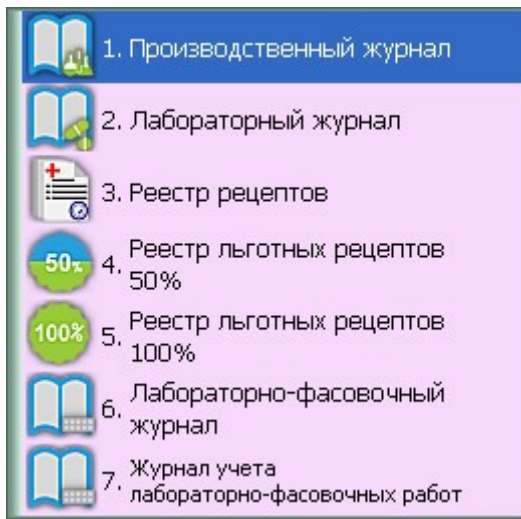 1. Производственный журнал
2. Лабораторный журнал
3. Реестр рецептов
50%
4. Реестр льготных рецептов
50%
100%
5. Реестр льготных рецептов
100%
6. Лабораторно-фасовочный
журнал
7. Журнал учета
лабораторно-фасовочных работ